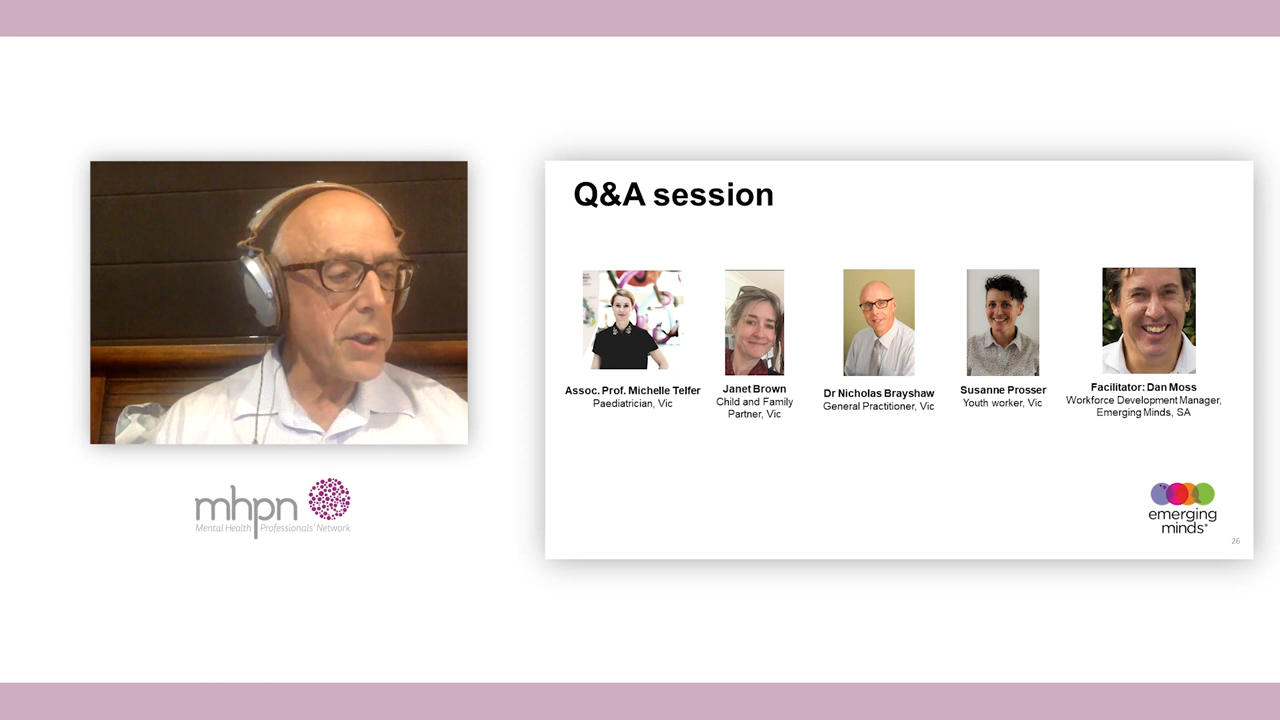 Q&A session
Assoc. Prof. Michelle Telfer
Paediatrician, Vic
Janet Brown
Child and Family
Partner, Vic
Dr Nicholas Brayshaw
General Practitioner, Vic
Susanne Prosser
Youth worker, Vic
Facilitator: Dan Moss
Workforce Development Manager,
Emerging Minds, SA
mhpn
Mental Health Professionals' Network
emerging
minds
26